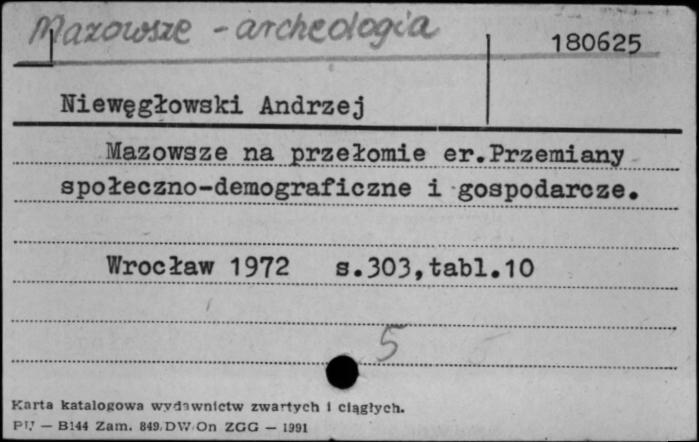 Mazowsze - archeologia
180625
Niewęgłowski Andrzej
Mazowsze na przełomie er.Przemiany
społeczno-demograficzne i gospodarcze.
Wrocław 1972 s.303,tabl.10
5
Karta katalogowa wydawnictw zwartych i ciągłych.
PU — B144 Zam. 849/DW/On ZGG — 1991